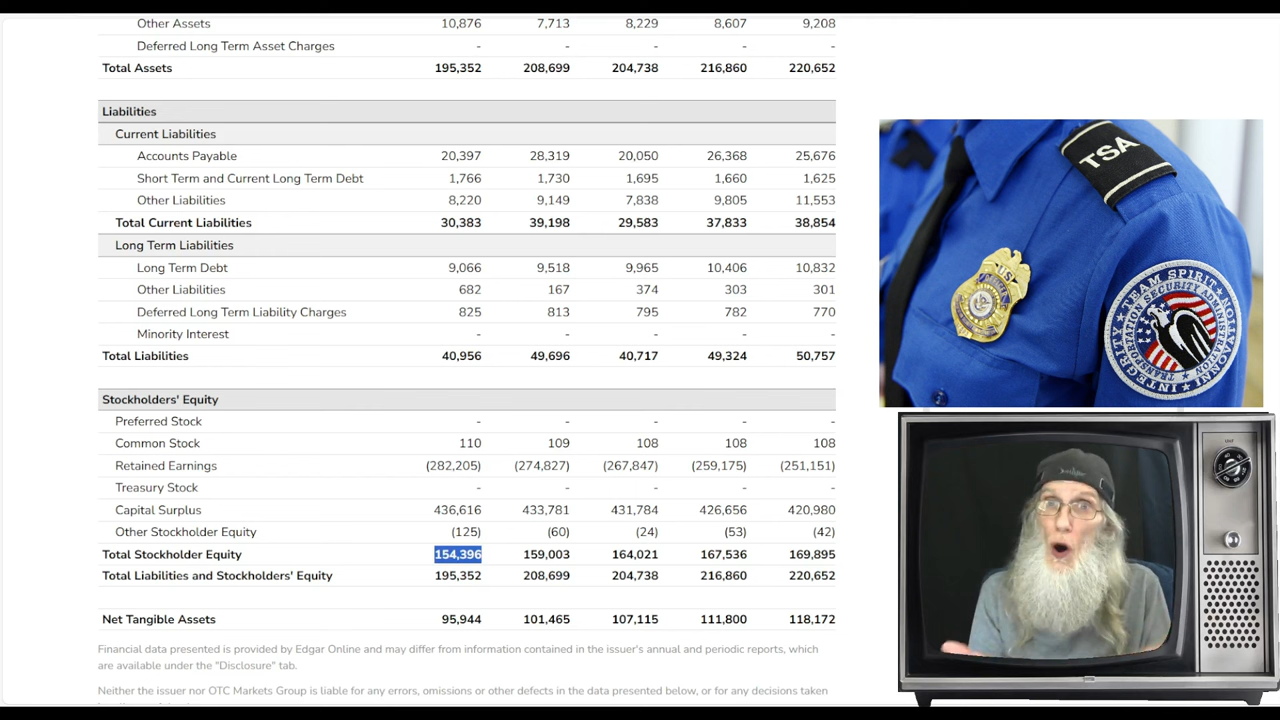 Other Assets 10,876 7,713 8,229 8,607 9,208
Deferred Long Term Asset Charges - - - - -
Total Assets 195,352 208,699 204,738 216,860 220,652
Liabilities
Current Liabilities
Accounts Payable 20,397 28,319 20,050 26,368 25,676
Short Term and Current Long Term Debt 1,766 1,730 1,695 1,660 1,625
Other Liabilities 8,220 9,149 7,838 9,805 11,553
Total Current Liabilities 30,383 39,198 29,583 37,833 38,854
Long Term Liabilities
Long Term Debt 9,066 9,518 9,965 10,406 10,832
Other Liabilities 682 167 374 303 301
Deferred Long Term Liability Charges 825 813 795 782 770
Minority Interest - - - - -
Total Liabilities 40,956 49,696 40,717 49,324 50,757
Stockholders' Equity
Preferred Stock - - - - -
Common Stock 110 109 108 108 108
Retained Earnings (282,205) (274,827) (267,847) (259,175) (251,151)
Treasury Stock - - - - -
Capital Surplus 436,616 433,781 431,784 426,656 420,980
Other Stockholder Equity (125) (60) (24) (53) (42)
Total Stockholder Equity 154,396 159,003 164,021 167,536 169,895
Total Liabilities and Stockholders' Equity 195,352 208,699 204,738 216,860 220,652
Net Tangible Assets 95,944 101,465 107,115 111,800 118,172
Financial data presented is provided by Edgar Online and may differ from information contained in the issuer's annual and periodic reports, which
are available under the "Disclosure" tab.
Neither the issuer nor OTC Markets Group is liable for any errors, omissions or other defects in the data presented below, or for any decisions taken
TSA
US
INTEGRITY TEAM SPIRIT INNOVATION
TRANSPORTATION SECURITY ADMINISTRATION